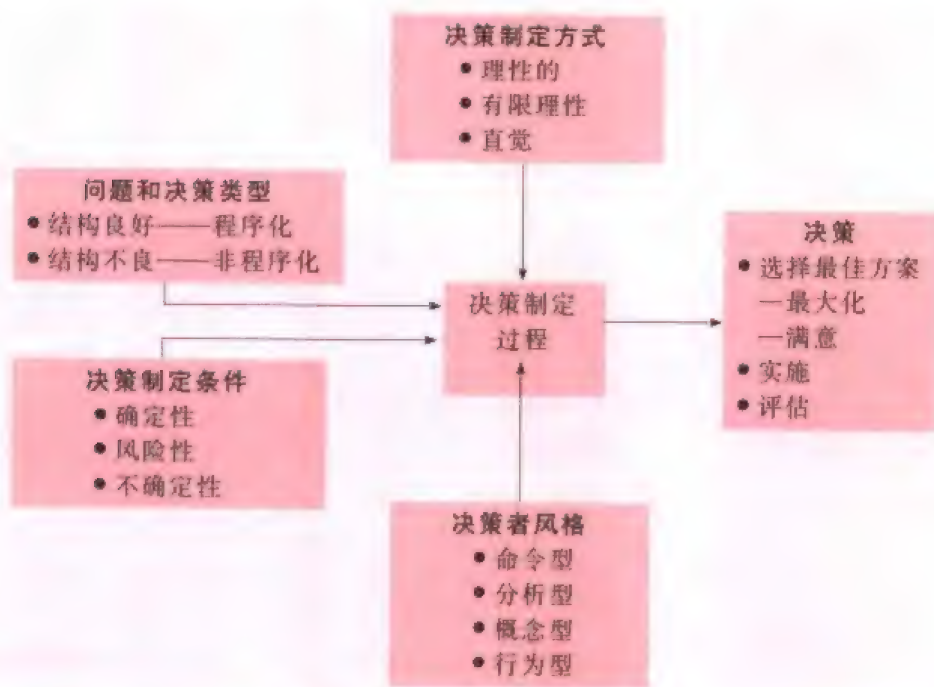 决策制定方式
● 理性的
● 有限理性
● 直觉
问题和决策类型
● 结构良好——程序化
● 结构不良——非程序化
决策制定条件
● 确定性
● 风险性
● 不确定性
决策制定
过程
决策
● 选择最佳方案
—最大化
—满意
● 实施
● 评估
决策者风格
● 命令型
● 分析型
● 概念型
● 行为型